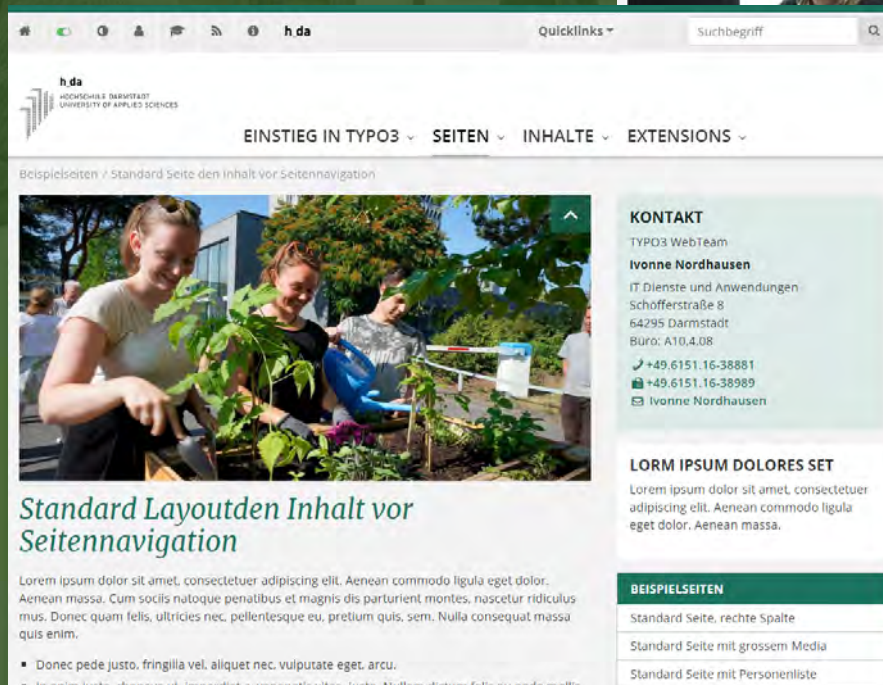 h_da
Quicklinks
Suchbegriff
h_da
HOCHSCHULE DARMSTADT
UNIVERSITY OF APPLIED SCIENCES
EINSTIEG IN TYPO3 SEITEN INHALTE EXTENSIONS
Beispielseiten / Standard Seite den Inhalt vor Seitennavigation
Standard Layoutden Inhalt vor
Seitennavigation
Lorem ipsum dolor sit amet, consectetuer adipiscing elit. Aenean commodo ligula eget dolor.
Aenean massa. Cum sociis natoque penatibus et magnis dis parturient montes, nascetur ridiculus
mus. Donec quam felis, ultricies nec, pellentesque eu, pretium quis, sem. Nulla consequat massa
quis enim.
Donec pede justo, fringilla vel, aliquet nec, vulputate eget, arcu.
KONTAKT
TYPO3 WebTeam
Ivonne Nordhausen
IT Dienste und Anwendungen
Schöfferstraße 8
64295 Darmstadt
Büro: A10,4.08
+49.6151.16-38881
+49.6151.16-38989
Ivonne Nordhausen
LORM IPSUM DOLORES SET
Lorem ipsum dolor sit amet, consectetuer
adipiscing elit. Aenean commodo ligula
eget dolor. Aenean massa.
BEISPIELSEITEN
Standard Seite, rechte Spalte
Standard Seite mit grossem Media
Standard Seite mit Personenliste